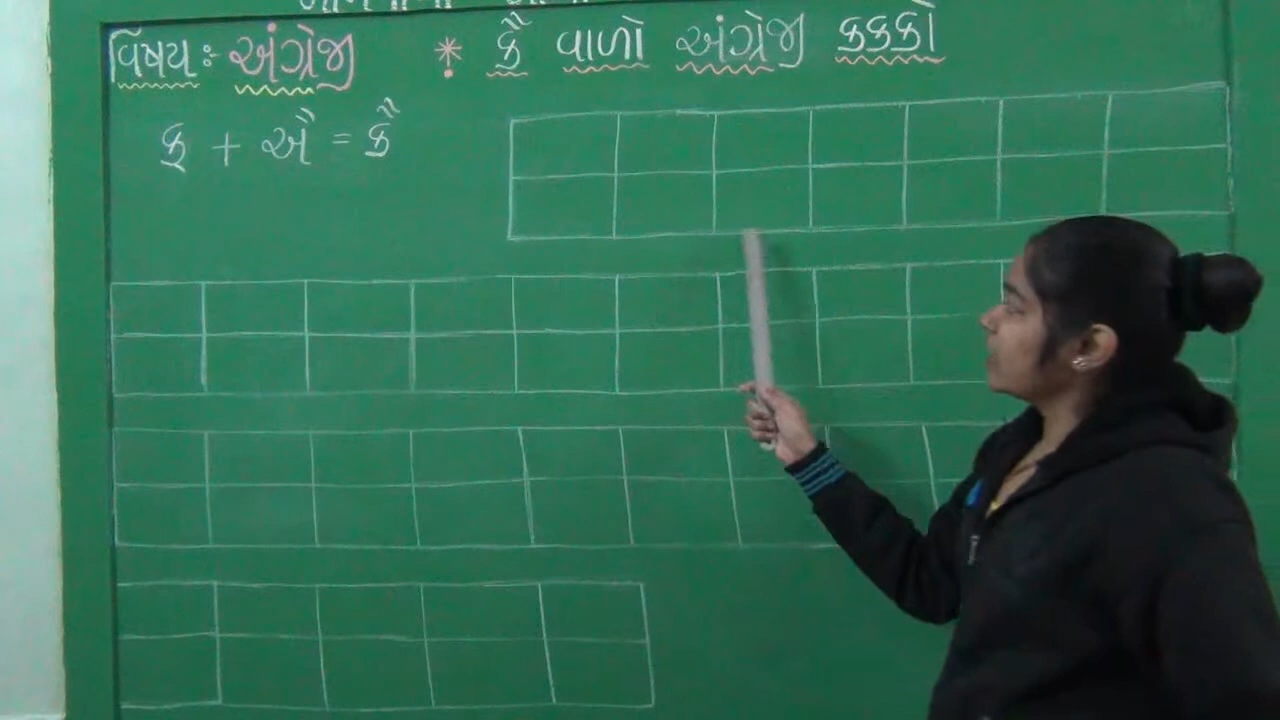 વિષયઃ અંગ્રેજી * કૅ વાળો અંગ્રેજી કક્કો
ક્ + ઍ = કૅ